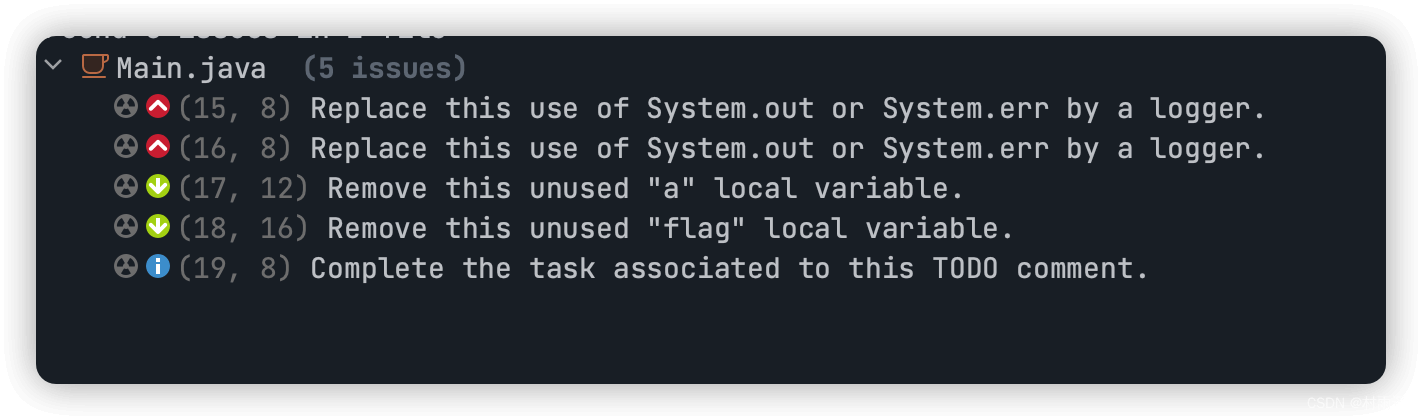 Main.java (5 issues)
(15, 8) Replace this use of System.out or System.err by a logger.
(16, 8) Replace this use of System.out or System.err by a logger.
(17, 12) Remove this unused "a" local variable.
(18, 16) Remove this unused "flag" local variable.
(19, 8) Complete the task associated to this TODO comment.
CSDN